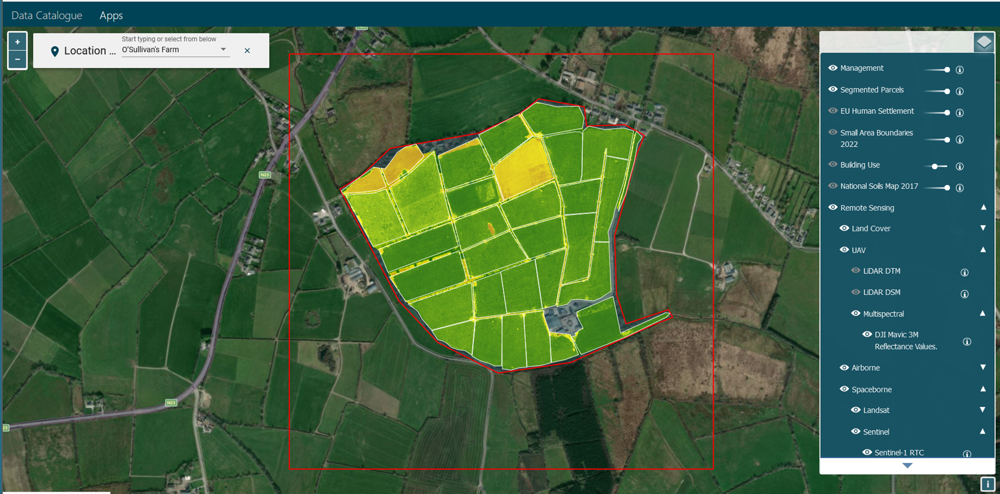 Data Catalogue
Apps
+
−
Location ...
Start typing or select from below
O'Sullivan's Farm
N23
N23
N23
23
Management
Segmented Parcels
EU Human Settlement
Small Area Boundaries
2022
Building Use
National Soils Map 2017
Remote Sensing
Land Cover
UAV
LiDAR DTM
LiDAR DSM
Multispectral
DJI Mavic 3M
Reflectance Values.
Airborne
Spaceborne
Landsat
Sentinel
Sentinel-1 RTC